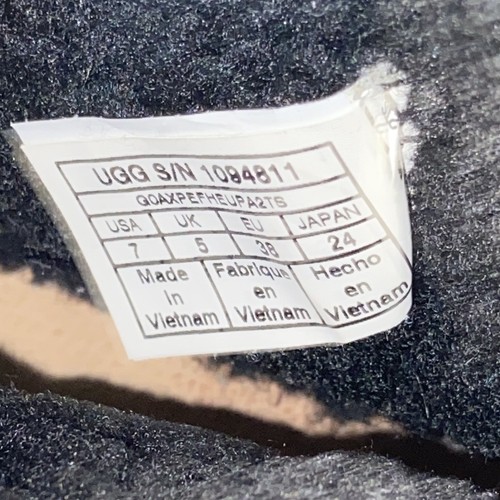 UGG S/N 1094811
GOAXPEFHEUPA2TS
USA UK EU JAPAN
7 5 38 24
Made Fabriqué Hecho
in en en
Vietnam Vietnam Vietnam